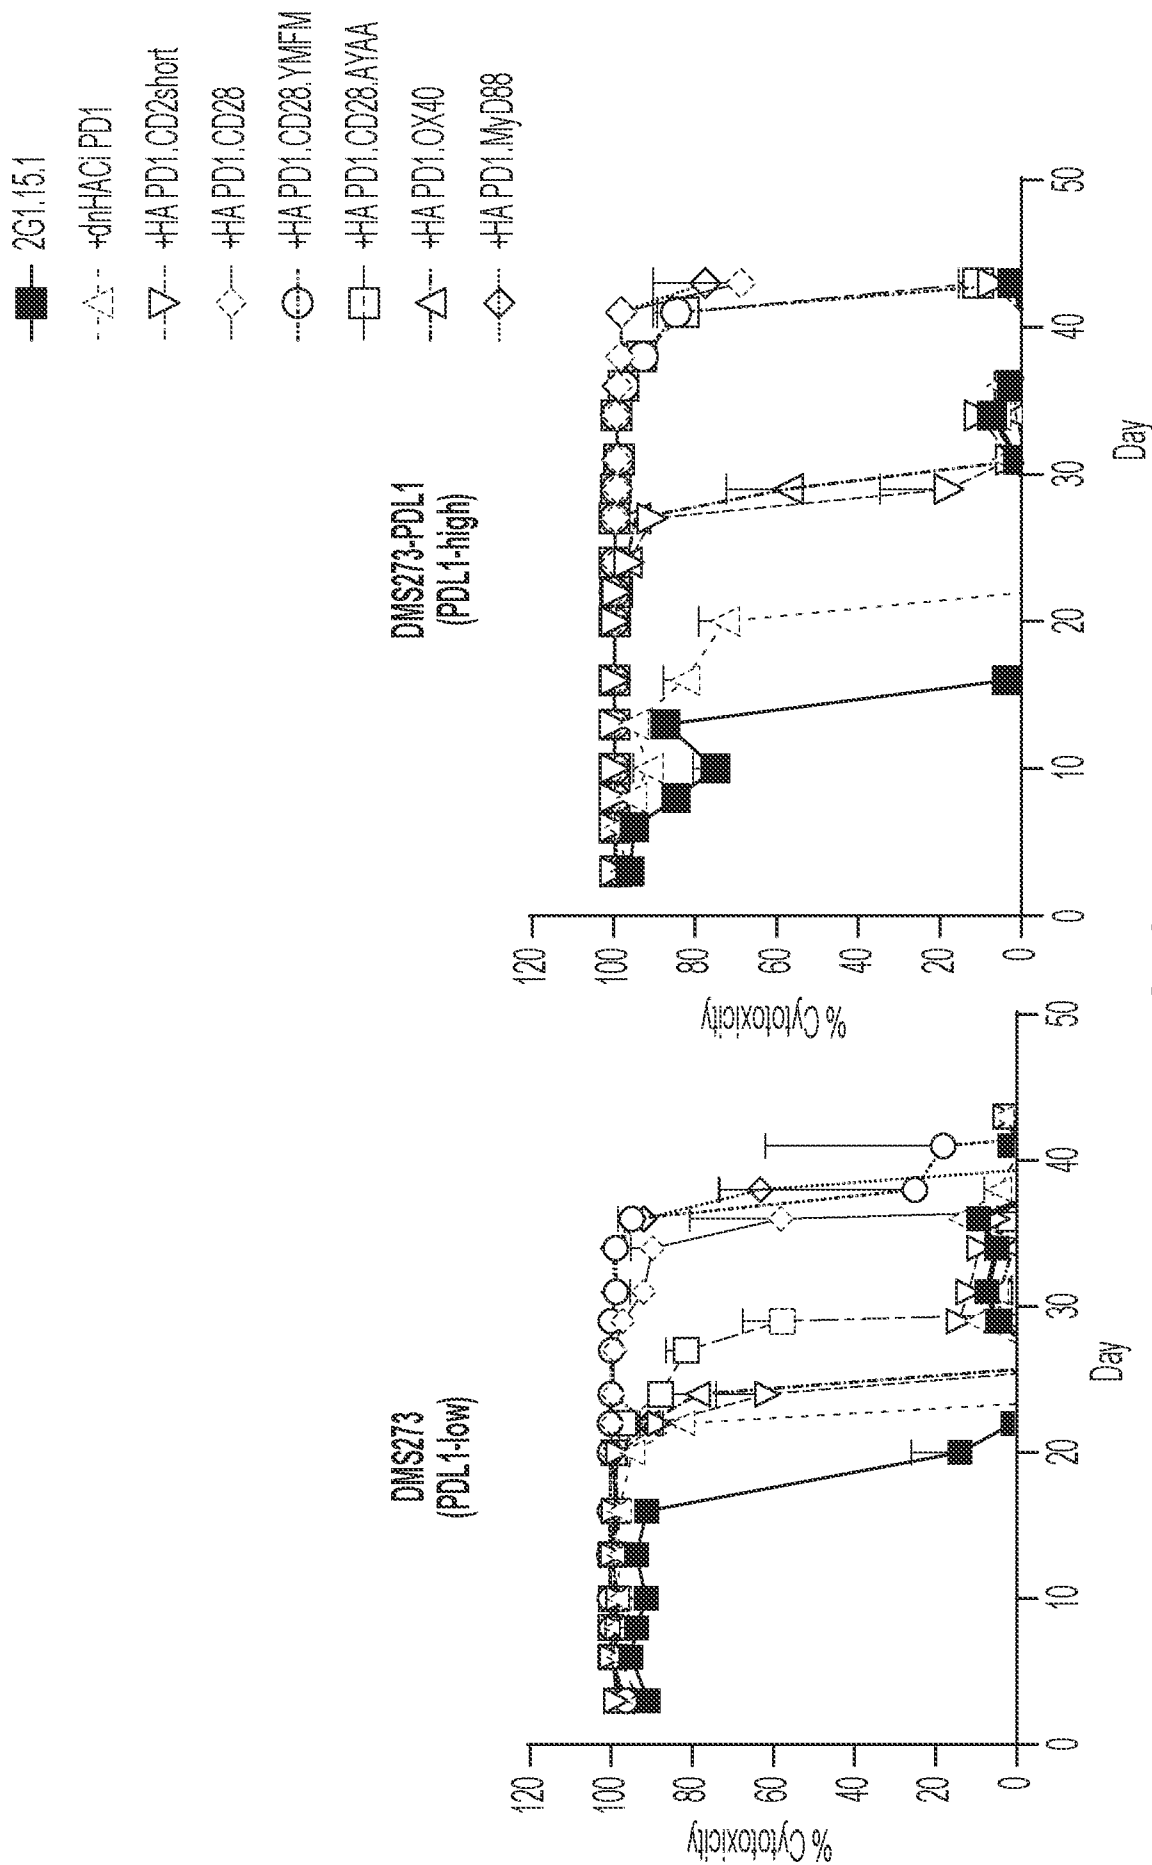 2G1.15.1
+dnHACi PD1
+HA PD1.CD2short
+HA PD1.CD28
+HA PD1.CD28.YMFM
+HA PD1.CD28.AYAA
+HA PD1.OX40
+HA PD1.MyD88
DMS273
(PDL1-low)
% Cytotoxicity
120
100
80
60
40
20
0
0
10
20
30
40
50
Day
DMS273-PDL1
(PDL1-high)
% Cytotoxicity
120
100
80
60
40
20
0
0
10
20
30
40
50
Day